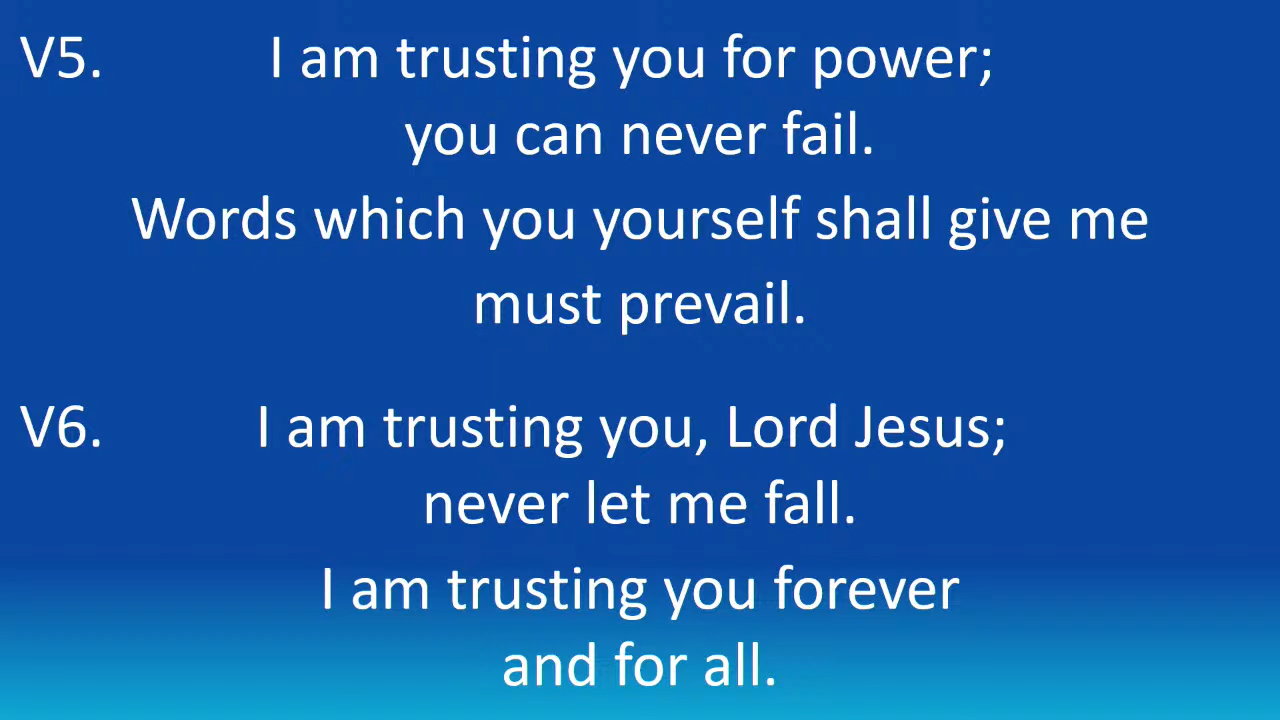 V5. I am trusting you for power;
you can never fail.
Words which you yourself shall give me
must prevail.
V6. I am trusting you, Lord Jesus;
never let me fall.
I am trusting you forever
and for all.